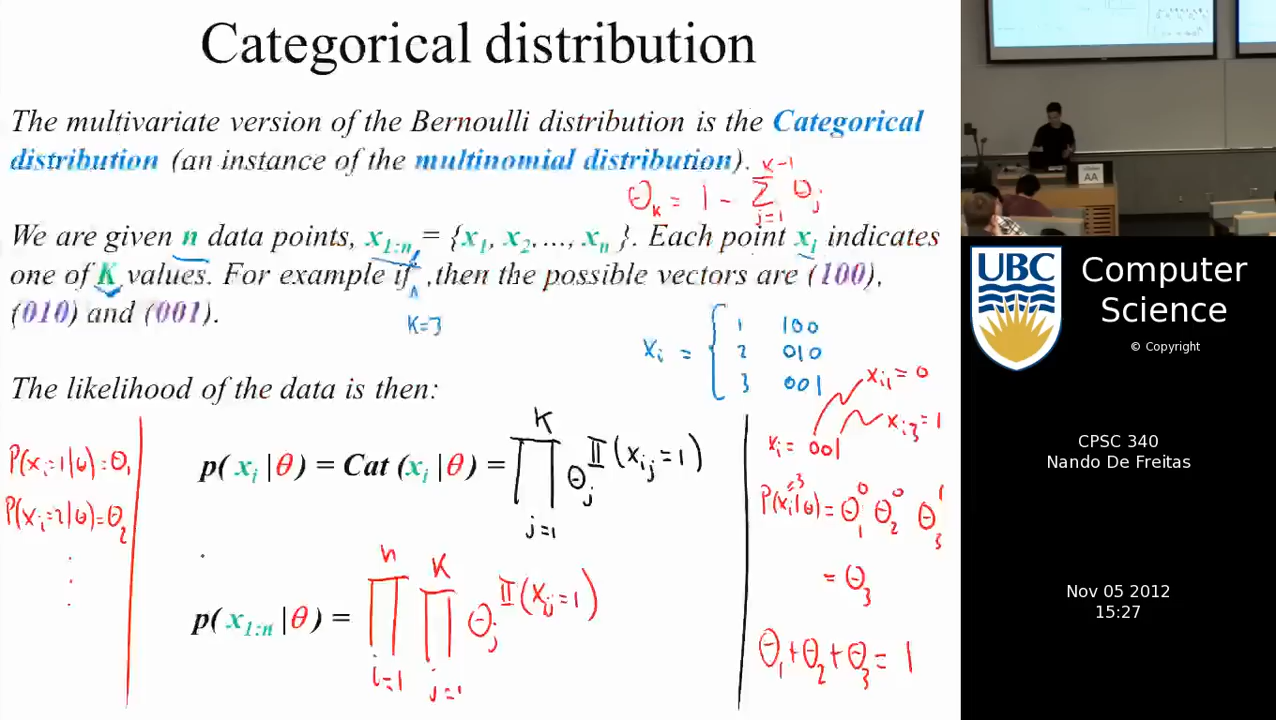 Categorical distribution
The multivariate version of the Bernoulli distribution is the Categorical
distribution (an instance of the multinomial distribution).
θ_k = 1 - Σ_{j=1}^{K-1} θ_j
We are given n data points, x_{1:n} = {x_1, x_2,…, x_n }. Each point x_i indicates
one of K values. For example if ,then the possible vectors are (100),
K=3
(010) and (001).
x_i = { 1 100
2 010
3 001
The likelihood of the data is then:
P(x_i=1|θ)=θ_1
P(x_i=2|θ)=θ_2
p( x_i |θ) = Cat (x_i |θ) = ∏_{j=1}^{K} θ_j^{𝕀(x_{ij}=1)}
p( x_{1:n} |θ) = ∏_{i=1}^{n} ∏_{j=1}^{K} θ_j^{𝕀(x_{ij}=1)}
x_{i1} = 0
x_{i3} = 1
x_i = 001
P(x_i=3|θ) = θ_1^0 θ_2^0 θ_3^1
= θ_3
θ_1+θ_2+θ_3 = 1
AA
UBC
Computer
Science
© Copyright
CPSC 340
Nando De Freitas
Nov 05 2012
15:27